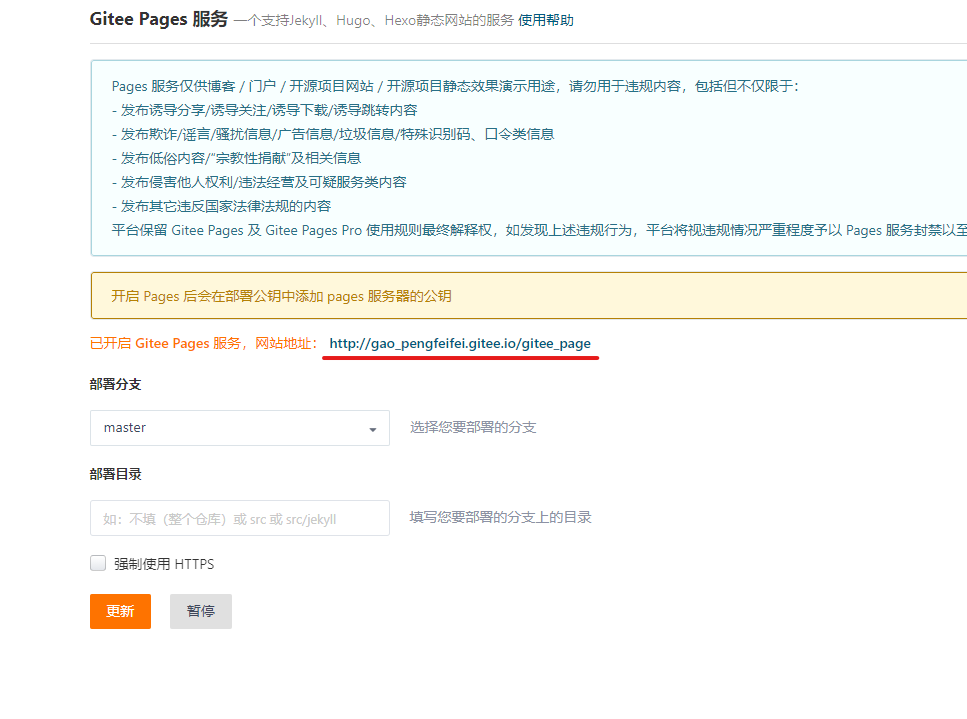 Gitee Pages 服务 一个支持Jekyll、Hugo、Hexo静态网站的服务 使用帮助
Pages 服务仅供博客 / 门户 / 开源项目网站 / 开源项目静态效果演示用途，请勿用于违规内容，包括但不仅限于：
- 发布诱导分享/诱导关注/诱导下载/诱导跳转内容
- 发布欺诈/谣言/骚扰信息/广告信息/垃圾信息/特殊识别码、口令类信息
- 发布低俗内容/“宗教性捐献”及相关信息
- 发布侵害他人权利/违法经营及可疑服务类内容
- 发布其它违反国家法律法规的内容
平台保留 Gitee Pages 及 Gitee Pages Pro 使用规则最终解释权，如发现上述违规行为，平台将视违规情况严重程度予以 Pages 服务封禁以至
开启 Pages 后会在部署公钥中添加 pages 服务器的公钥
已开启 Gitee Pages 服务，网站地址： http://gao_pengfeifei.gitee.io/gitee_page
部署分支
master 选择您要部署的分支
部署目录
如：不填（整个仓库）或 src 或 src/jekyll 填写您要部署的分支上的目录
强制使用 HTTPS
更新 暂停